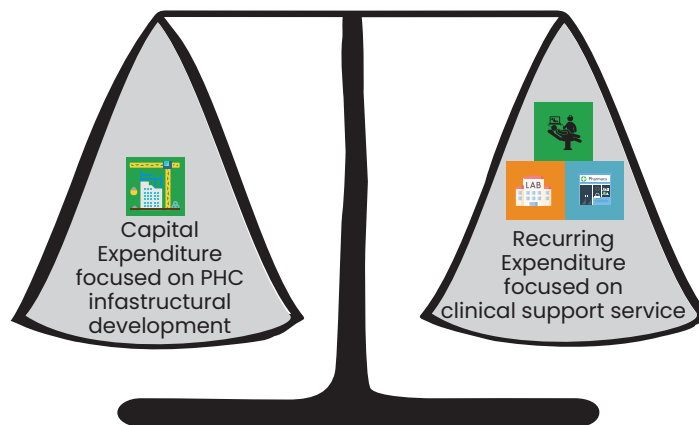 Capital
Expenditure
focused on PHC
infastructural
development
LAB
Pharmacy
Recurring
Expenditure
focused on
clinical support service